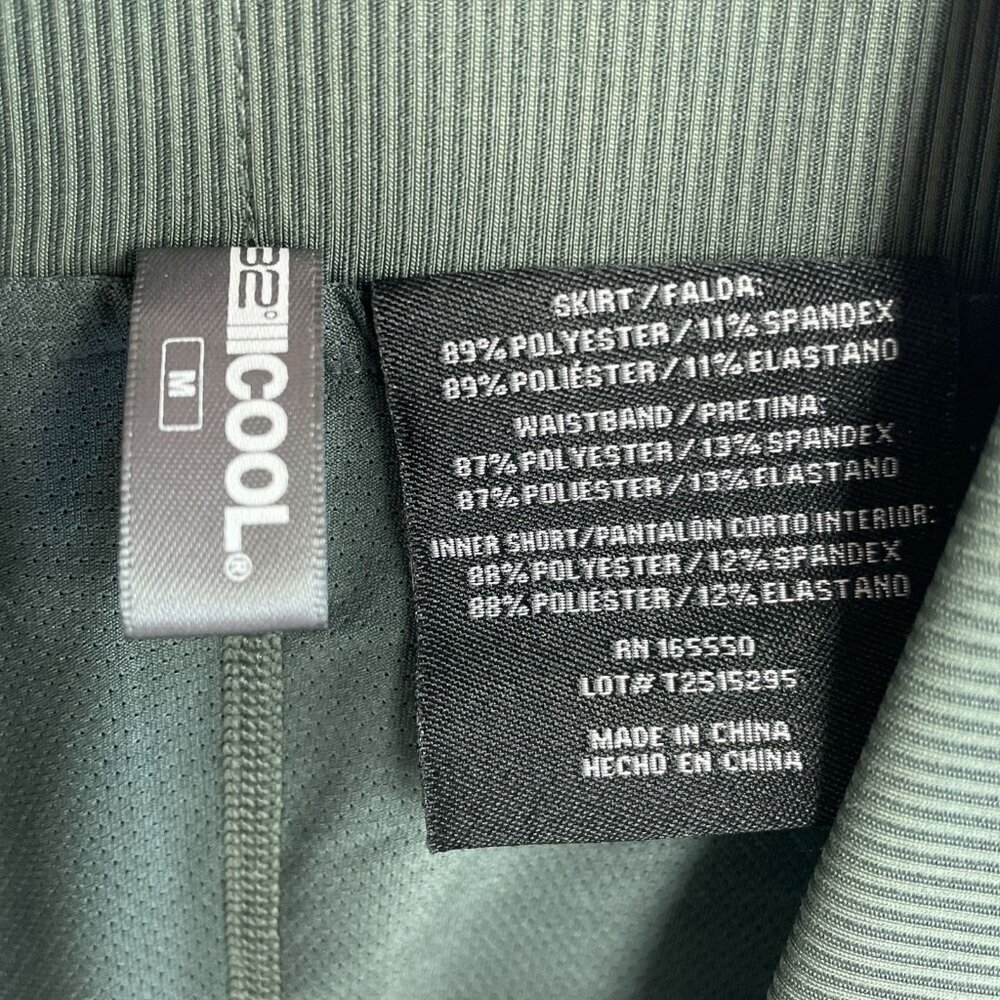 32° COOL®
M
SKIRT/FALDA:
89% POLYESTER/11% SPANDEX
89% POLIÉSTER/11% ELASTANO
WAISTBAND/PRETINA:
87% POLYESTER/13% SPANDEX
87% POLIÉSTER/13% ELASTANO
INNER SHORT/PANTALÓN CORTO INTERIOR:
88% POLYESTER/12% SPANDEX
88% POLIÉSTER/12% ELASTANO
RN 165550
LOT# T2515295
MADE IN CHINA
HECHO EN CHINA